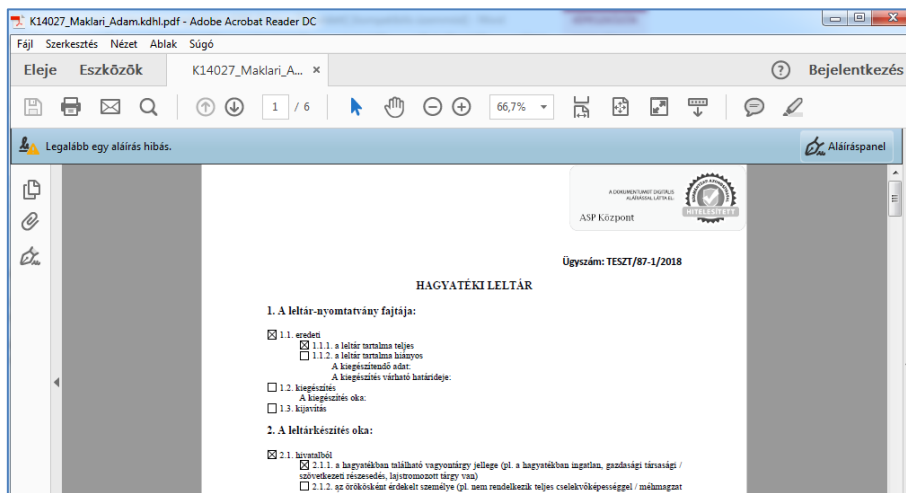 K14027_Maklari_Adam.kdhl.pdf - Adobe Acrobat Reader DC
Fájl Szerkesztés Nézet Ablak Súgó
Eleje Eszközök K14027_Maklari_A... × ? Bejelentkezés
1 / 6 66,7%
Legalább egy aláírás hibás. Aláíráspanel
A DOKUMENTUMOT DIGITÁLIS
ALÁÍRÁSSAL LÁTTA EL:
ASP Központ
HITELESÍTETT
Ügyszám: TESZT/87-1/2018
HAGYATÉKI LELTÁR
1. A leltár-nyomtatvány fajtája:
☒ 1.1. eredeti
☒ 1.1.1. a leltár tartalma teljes
☐ 1.1.2. a leltár tartalma hiányos
A kiegészítendő adat:
A kiegészítés várható határideje:
☐ 1.2. kiegészítés
A kiegészítés oka:
☐ 1.3. kijavítás
2. A leltárkészítés oka:
☒ 2.1. hivatalból
☒ 2.1.1. a hagyatékban található vagyontárgy jellege (pl. a hagyatékban ingatlan, gazdasági társasági /
szövetkezeti részesedés, lajstromozott tárgy van)
☐ 2.1.2. az örökösként érdekelt személye (pl. nem rendelkezik teljes cselekvőképességgel / méhmagzat